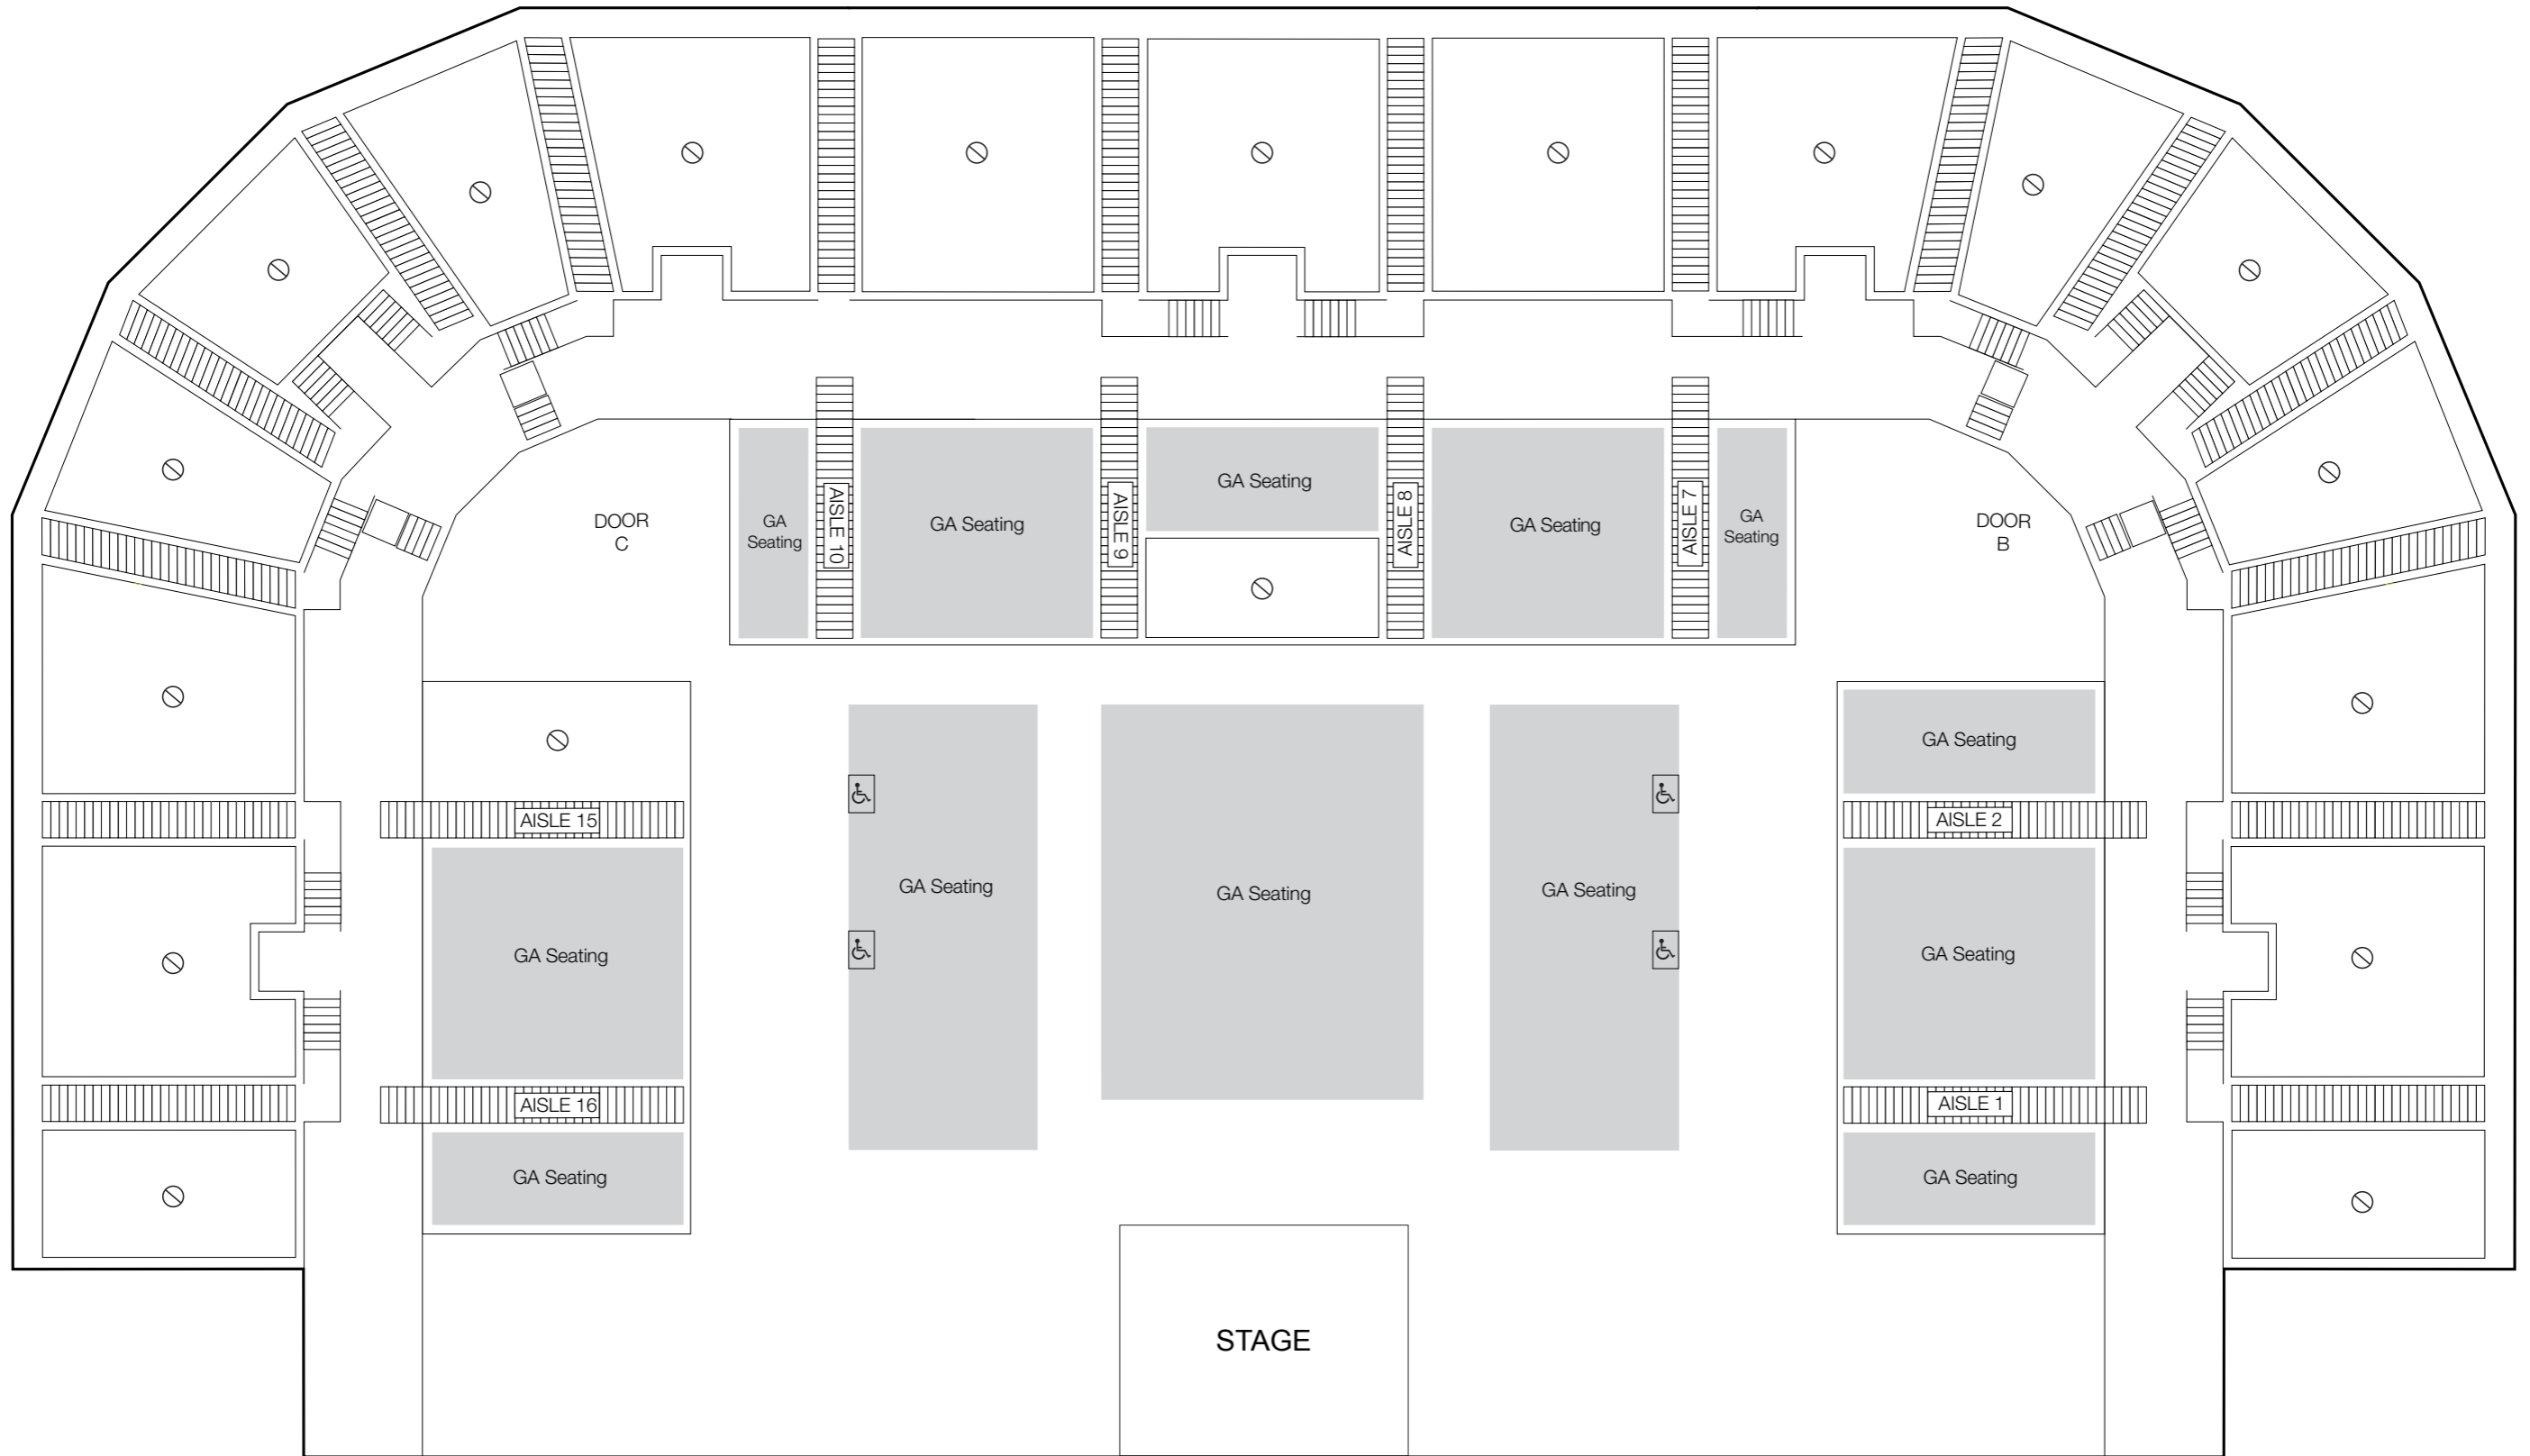 GA Seating
DOOR
C
GA
Seating
AISLE 10
GA Seating
AISLE 9
AISLE 8
GA Seating
AISLE 7
GA
Seating
DOOR
B
GA Seating
AISLE 15
AISLE 2
GA Seating
GA Seating
GA Seating
GA Seating
GA Seating
AISLE 16
AISLE 1
GA Seating
GA Seating
STAGE